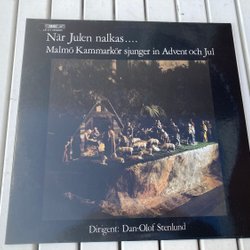 När Julen nalkas....
Malmö Kammarkör sjunger in Advent och Jul
Dirigent: Dan-Olof Stenlund